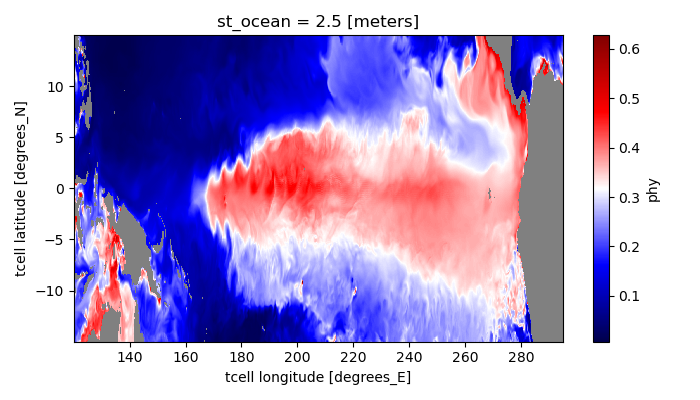 st_ocean = 2.5 [meters]
tcell latitude [degrees_N]
10
5
0
−5
−10
140 160 180 200 220 240 260 280
tcell longitude [degrees_E]
0.6
0.5
0.4
0.3
0.2
0.1
phy